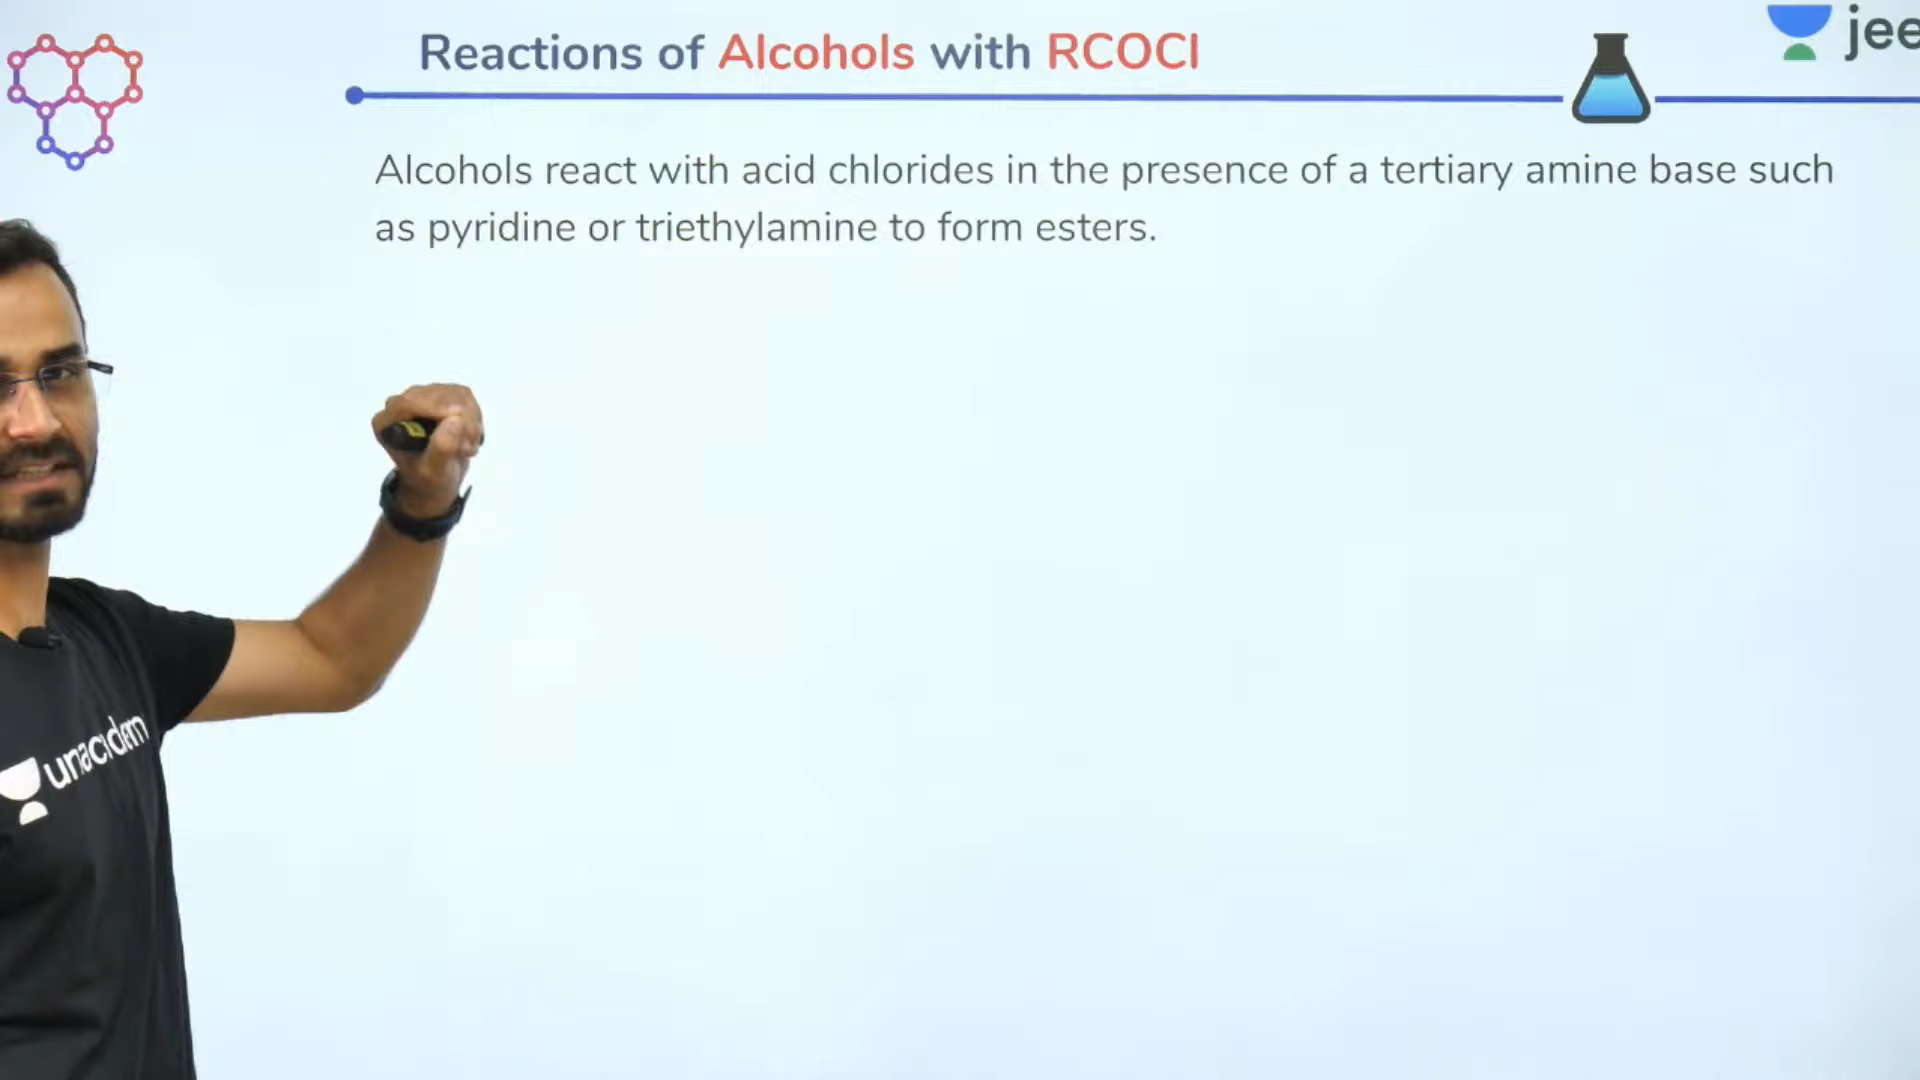 Reactions of Alcohols with RCOCl
jee
Alcohols react with acid chlorides in the presence of a tertiary amine base such
as pyridine or triethylamine to form esters.
unacadem